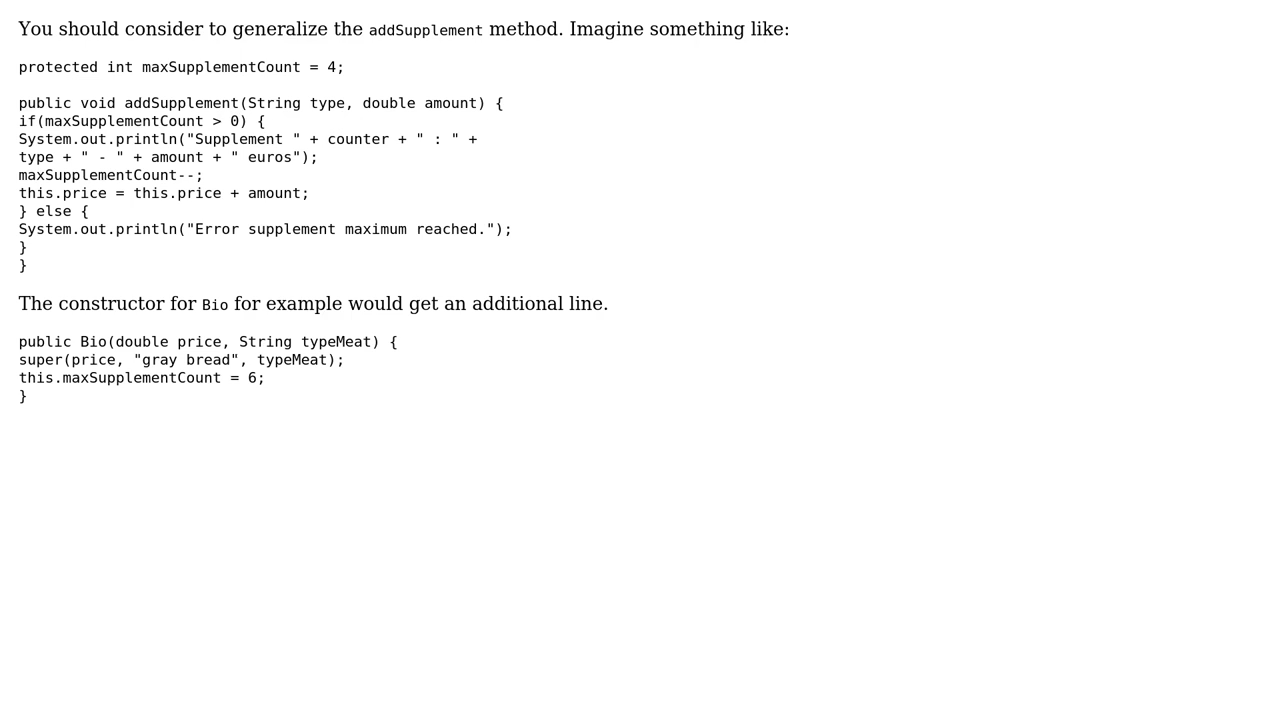 You should consider to generalize the addSupplement method. Imagine something like:
protected int maxSupplementCount = 4;
public void addSupplement(String type, double amount) {
if(maxSupplementCount > 0) {
System.out.println("Supplement " + counter + " : " +
type + " - " + amount + " euros");
maxSupplementCount--;
this.price = this.price + amount;
} else {
System.out.println("Error supplement maximum reached.");
}
}
The constructor for Bio for example would get an additional line.
public Bio(double price, String typeMeat) {
super(price, "gray bread", typeMeat);
this.maxSupplementCount = 6;
}